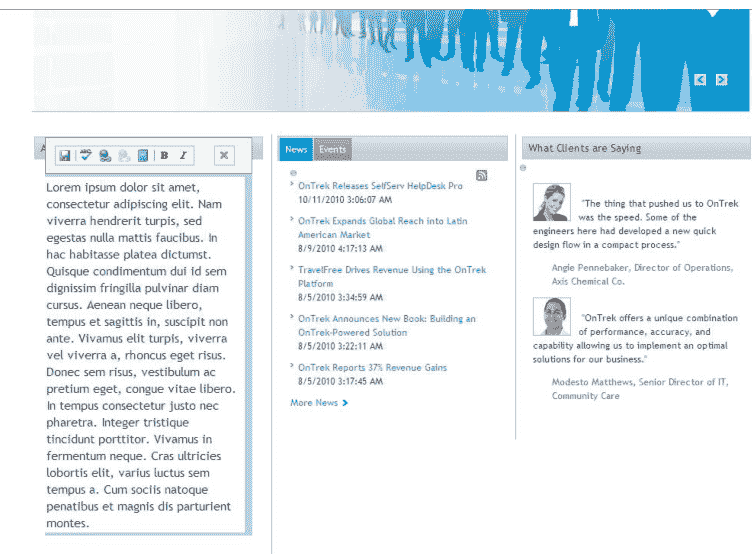 A
ABC
B I
Lorem ipsum dolor sit amet,
consectetur adipiscing elit. Nam
viverra hendrerit turpis, sed
egestas nulla mattis faucibus. In
hac habitasse platea dictumst.
Quisque condimentum dui id sem
dignissim fringilla pulvinar diam
cursus. Aenean neque libero,
tempus et sagittis in, suscipit non
ante. Vivamus elit turpis, viverra
vel viverra a, rhoncus eget risus.
Donec sem risus, vestibulum ac
pretium eget, congue vitae libero.
In tempus consectetur justo nec
pharetra. Integer tristique
tincidunt porttitor. Vivamus in
fermentum neque. Cras ultricies
lobortis elit, varius luctus sem
tempus a. Cum sociis natoque
penatibus et magnis dis parturient
montes.
News Events
OnTrek Releases SelfServ HelpDesk Pro
10/11/2010 3:06:07 AM
OnTrek Expands Global Reach into Latin
American Market
8/9/2010 4:17:13 AM
TravelFree Drives Revenue Using the OnTrek
Platform
8/5/2010 3:34:59 AM
OnTrek Announces New Book: Building an
OnTrek-Powered Solution
8/5/2010 3:22:11 AM
OnTrek Reports 37% Revenue Gains
8/5/2010 3:17:45 AM
More News
What Clients are Saying
"The thing that pushed us to OnTrek
was the speed. Some of the
engineers here had developed a new quick
design flow in a compact process."
Angie Pennebaker, Director of Operations,
Axis Chemical Co.
"OnTrek offers a unique combination
of performance, accuracy, and
capability allowing us to implement an optimal
solutions for our business."
Modesto Matthews, Senior Director of IT,
Community Care